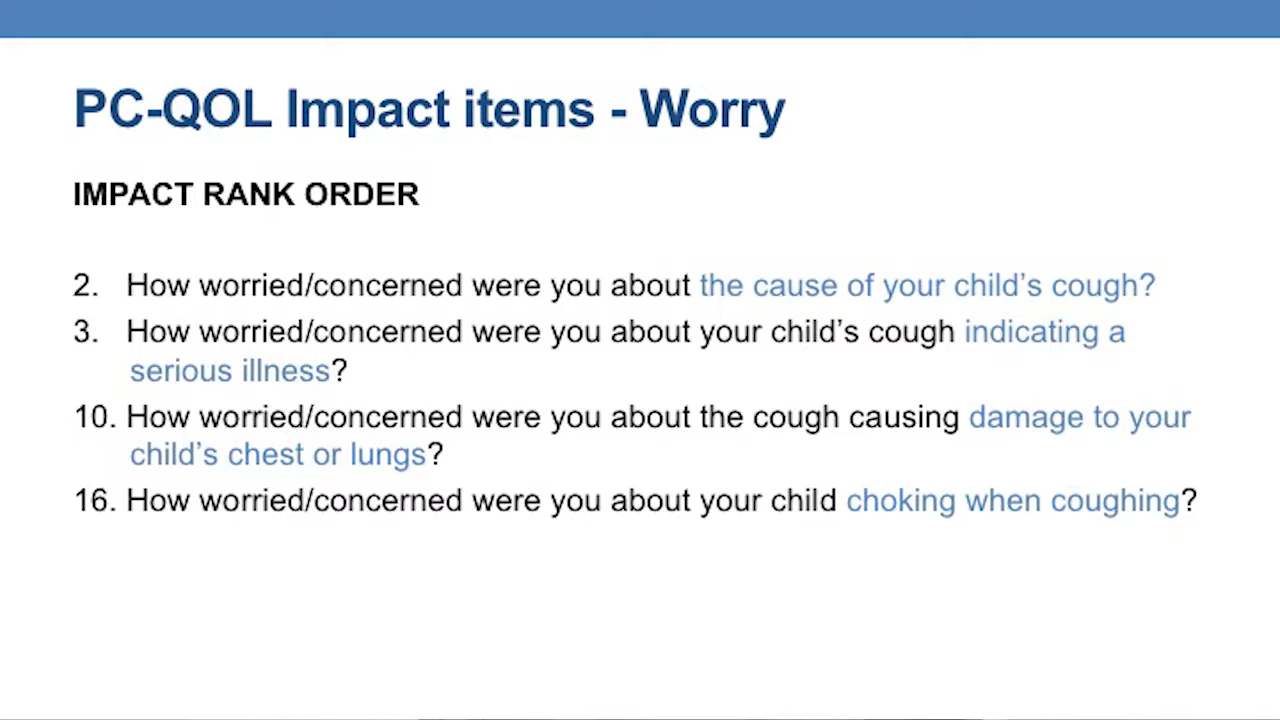 PC-QOL Impact items - Worry
IMPACT RANK ORDER
2. How worried/concerned were you about the cause of your child’s cough?
3. How worried/concerned were you about your child’s cough indicating a
serious illness?
10. How worried/concerned were you about the cough causing damage to your
child’s chest or lungs?
16. How worried/concerned were you about your child choking when coughing?